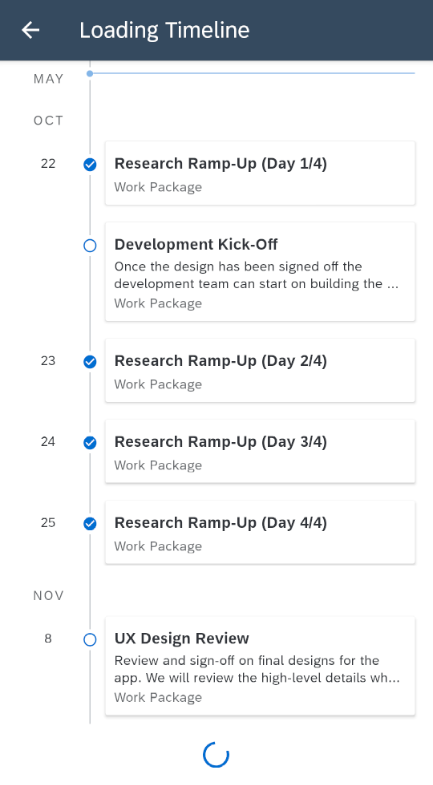 Loading Timeline
MAY
OCT
22
Research Ramp-Up (Day 1/4)
Work Package
Development Kick-Off
Once the design has been signed off the
development team can start on building the ...
Work Package
23
Research Ramp-Up (Day 2/4)
Work Package
24
Research Ramp-Up (Day 3/4)
Work Package
25
Research Ramp-Up (Day 4/4)
Work Package
NOV
8
UX Design Review
Review and sign-off on final designs for the
app. We will review the high-level details wh...
Work Package